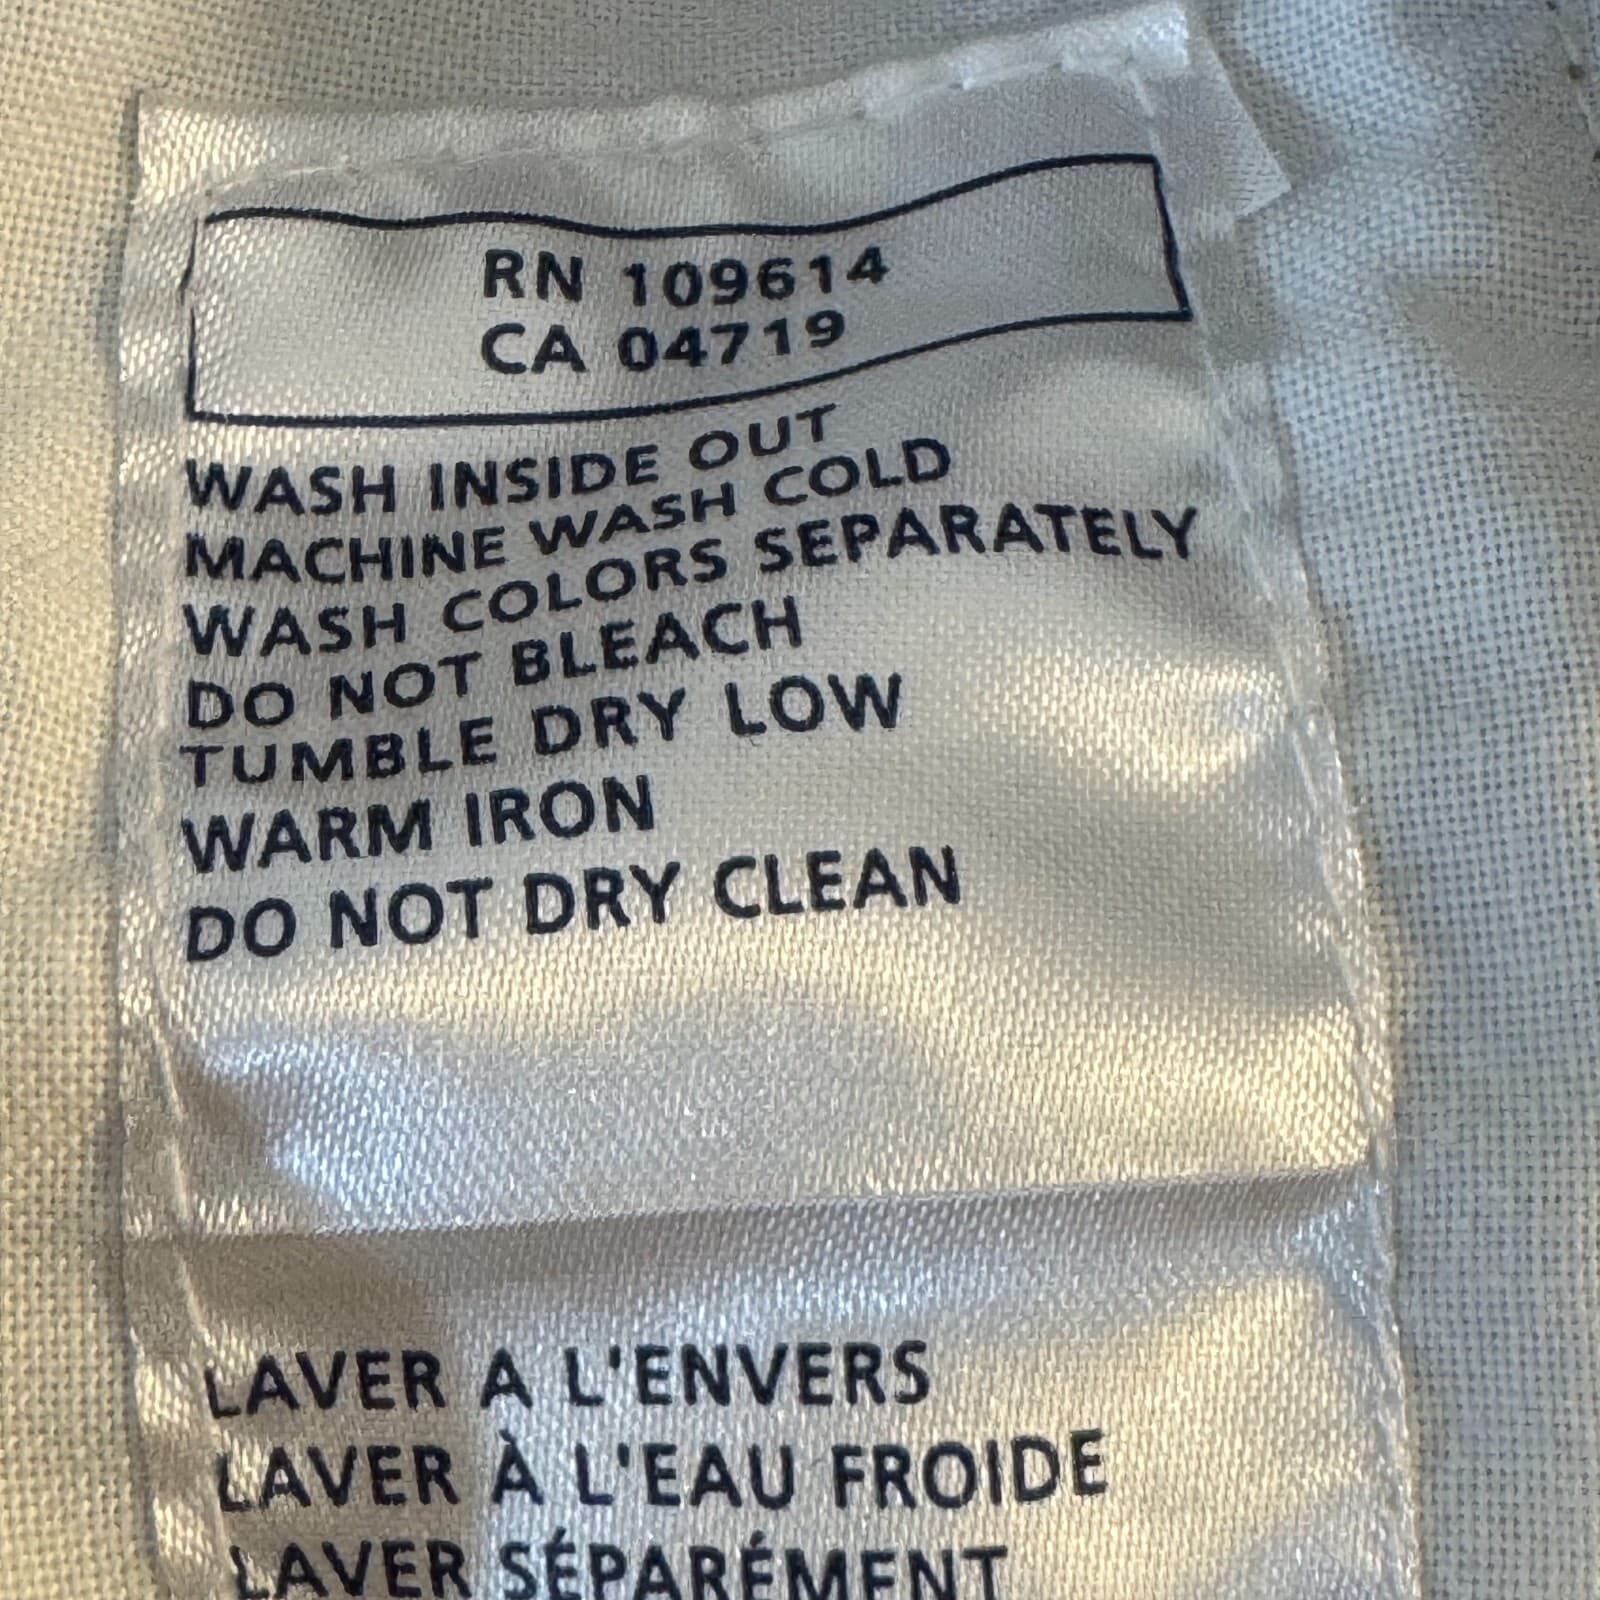 RN 109614
CA 04719
WASH INSIDE OUT
MACHINE WASH COLD
WASH COLORS SEPARATELY
DO NOT BLEACH
TUMBLE DRY LOW
WARM IRON
DO NOT DRY CLEAN
LAVER A L'ENVERS
LAVER À L'EAU FROIDE
LAVER SÉPARÉMENT